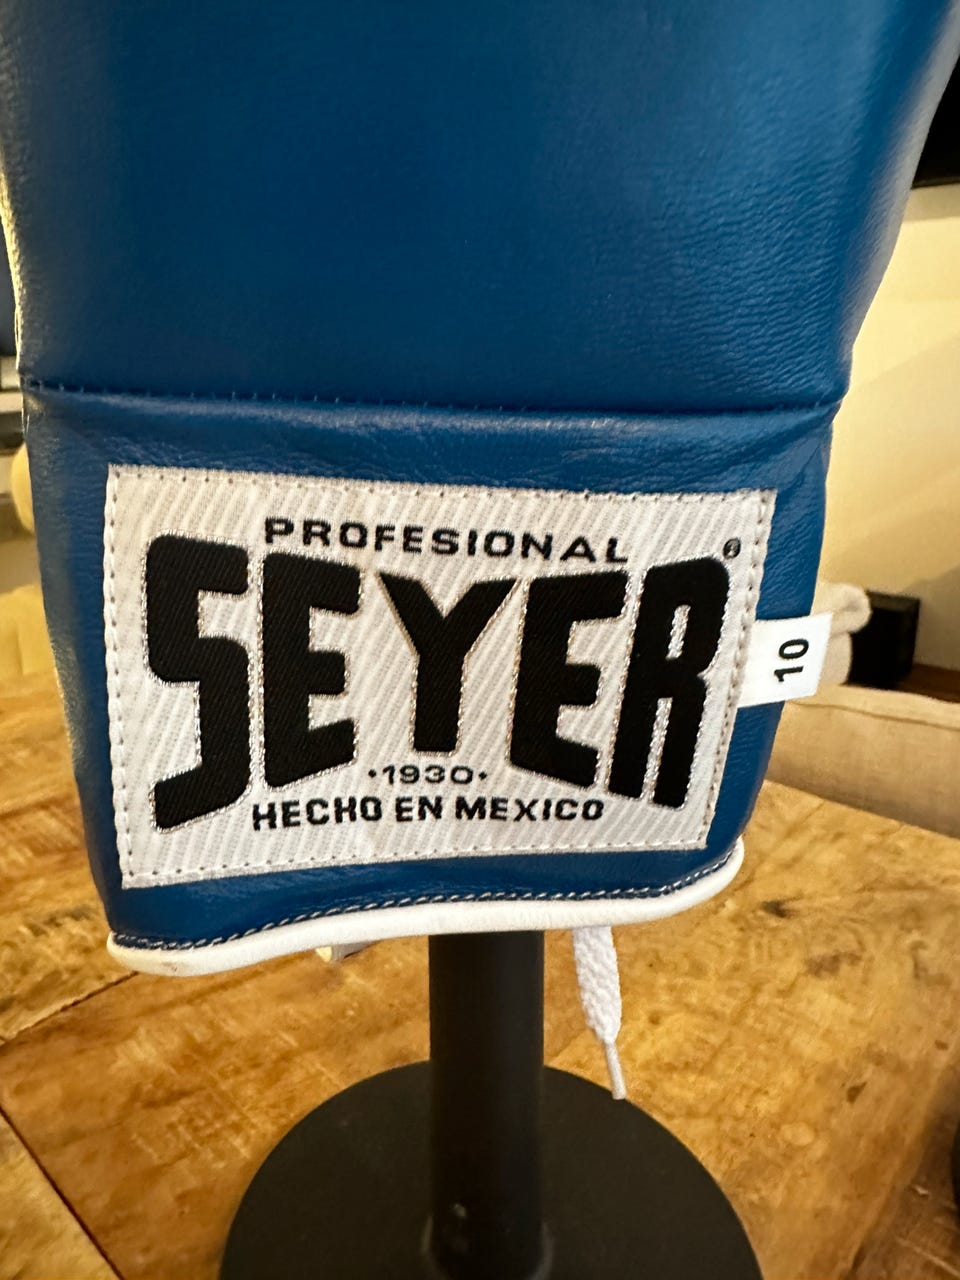 PROFESIONAL
SEYER
·1930·
HECHO EN MEXICO
10